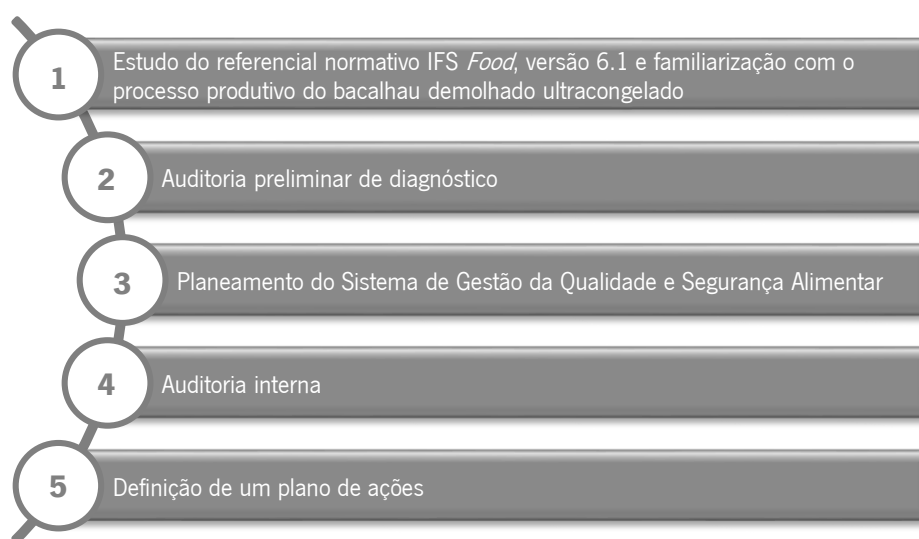 1
Estudo do referencial normativo IFS Food, versão 6.1 e familiarização com o
processo produtivo do bacalhau demolhado ultracongelado
2
Auditoria preliminar de diagnóstico
3
Planeamento do Sistema de Gestão da Qualidade e Segurança Alimentar
4
Auditoria interna
5
Definição de um plano de ações